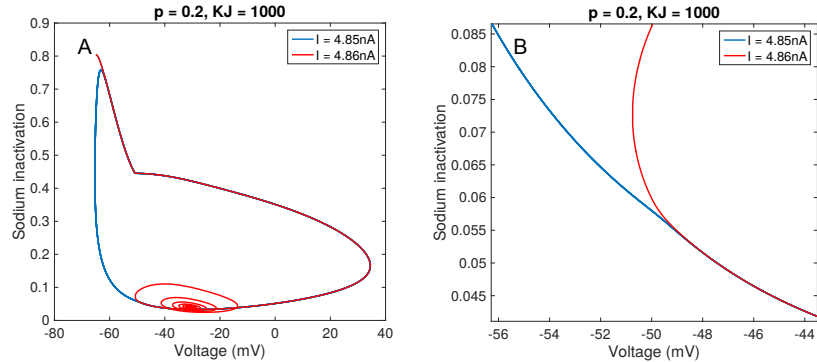 p = 0.2, KJ = 1000
A
I = 4.85nA
I = 4.86nA
Sodium inactivation
0.9
0.8
0.7
0.6
0.5
0.4
0.3
0.2
0.1
0
-80 -60 -40 -20 0 20 40
Voltage (mV)
p = 0.2, KJ = 1000
B
I = 4.85nA
I = 4.86nA
Sodium inactivation
0.085
0.08
0.075
0.07
0.065
0.06
0.055
0.05
0.045
-56 -54 -52 -50 -48 -46 -44
Voltage (mV)